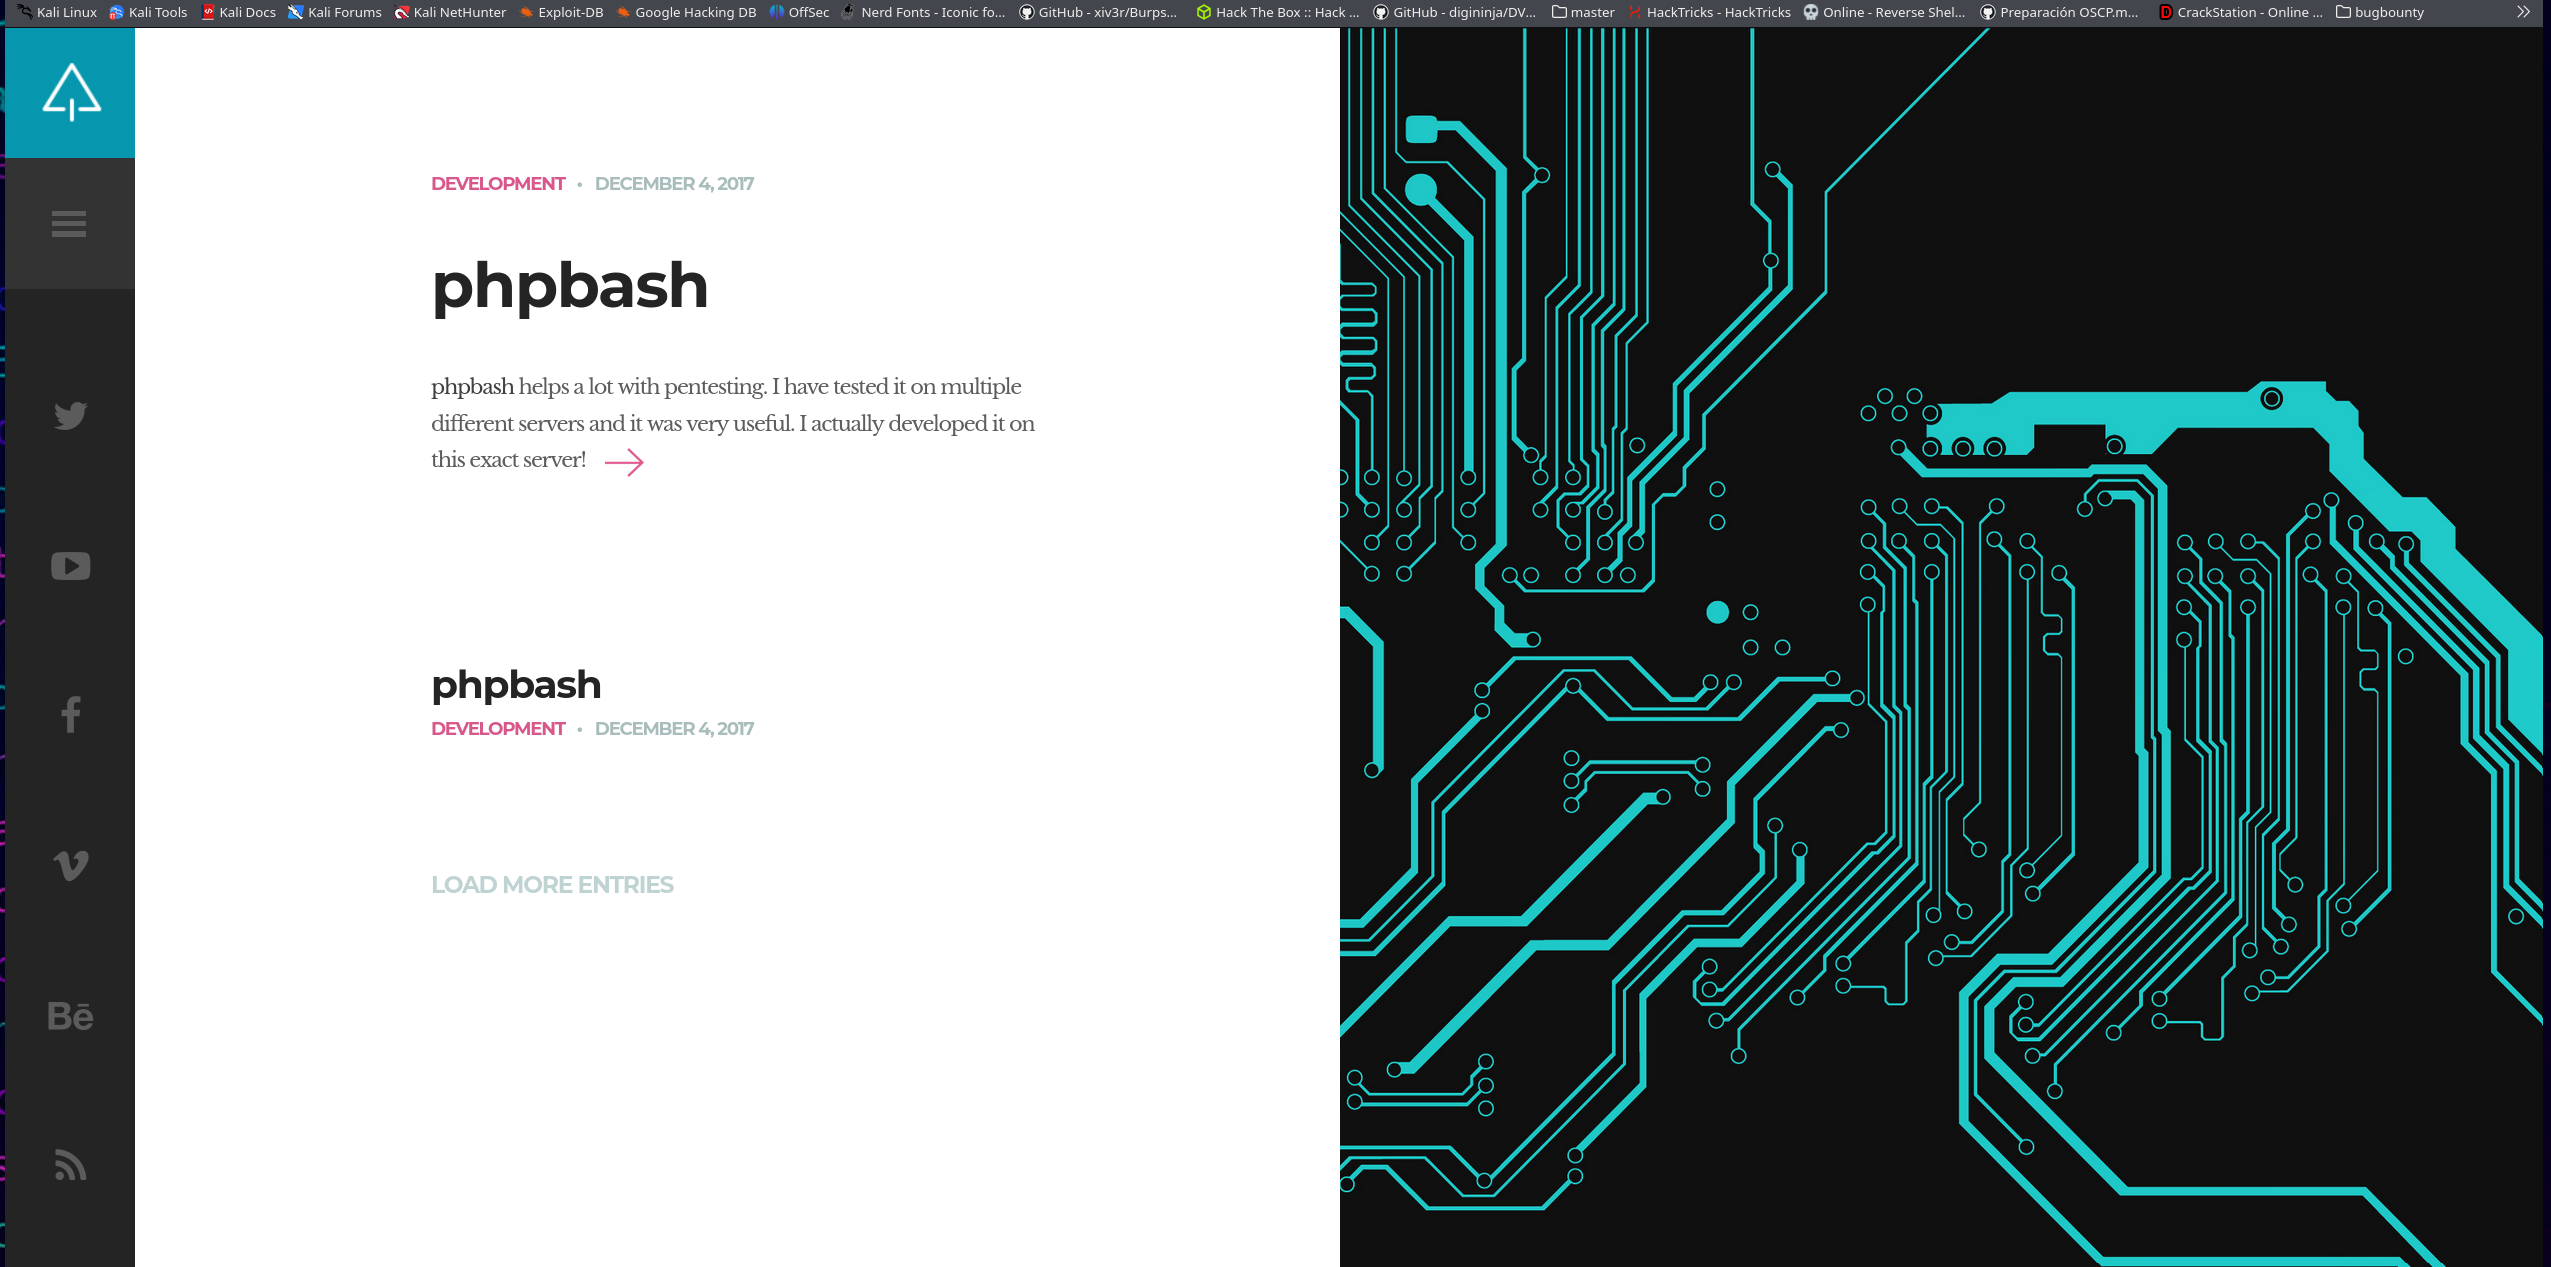 Kali Linux Kali Tools Kali Docs Kali Forums Kali NetHunter Exploit-DB Google Hacking DB OffSec Nerd Fonts - Iconic fo... GitHub - xiv3r/Burps... Hack The Box :: Hack ... GitHub - digininja/DV... master HackTricks - HackTricks Online - Reverse Shel... Preparación OSCP.m... CrackStation - Online ... bugbounty
DEVELOPMENT • DECEMBER 4, 2017
phpbash
phpbash helps a lot with pentesting. I have tested it on multiple
different servers and it was very useful. I actually developed it on
this exact server!
phpbash
DEVELOPMENT • DECEMBER 4, 2017
LOAD MORE ENTRIES
Bē